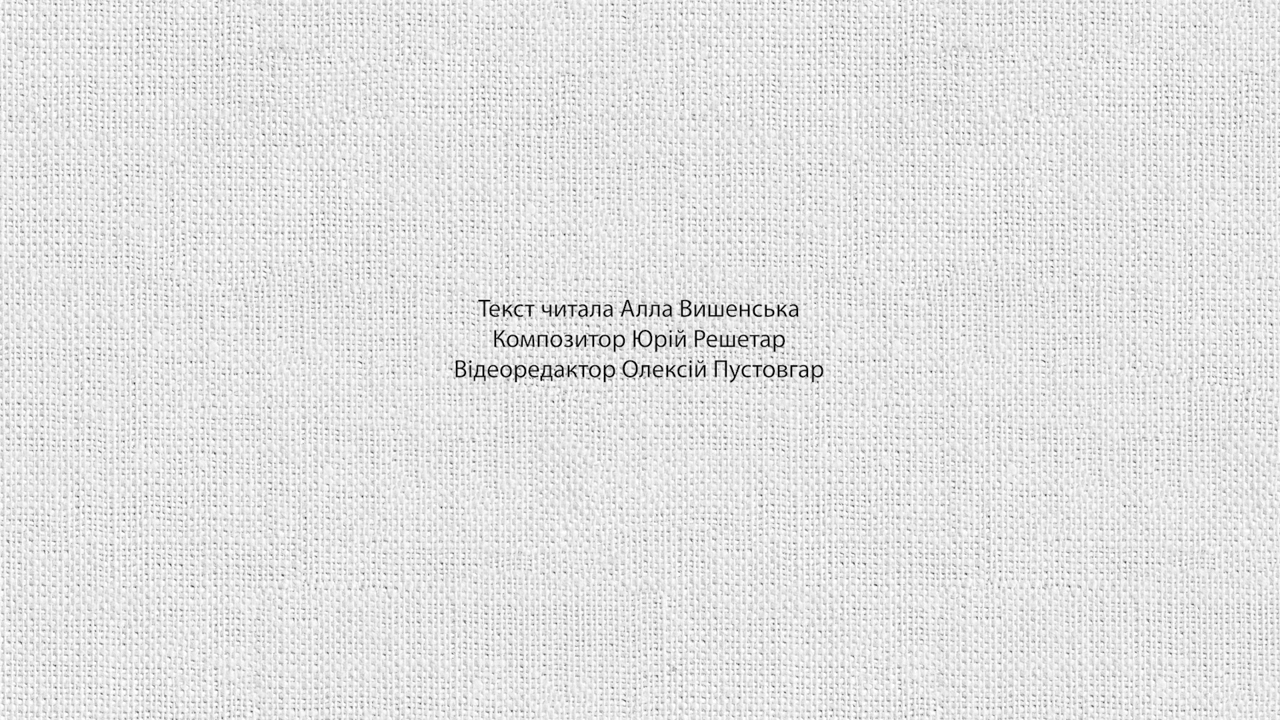 Текст читала Алла Вишенська
Композитор Юрій Решетар
Відеоредактор Олексій Пустовгар